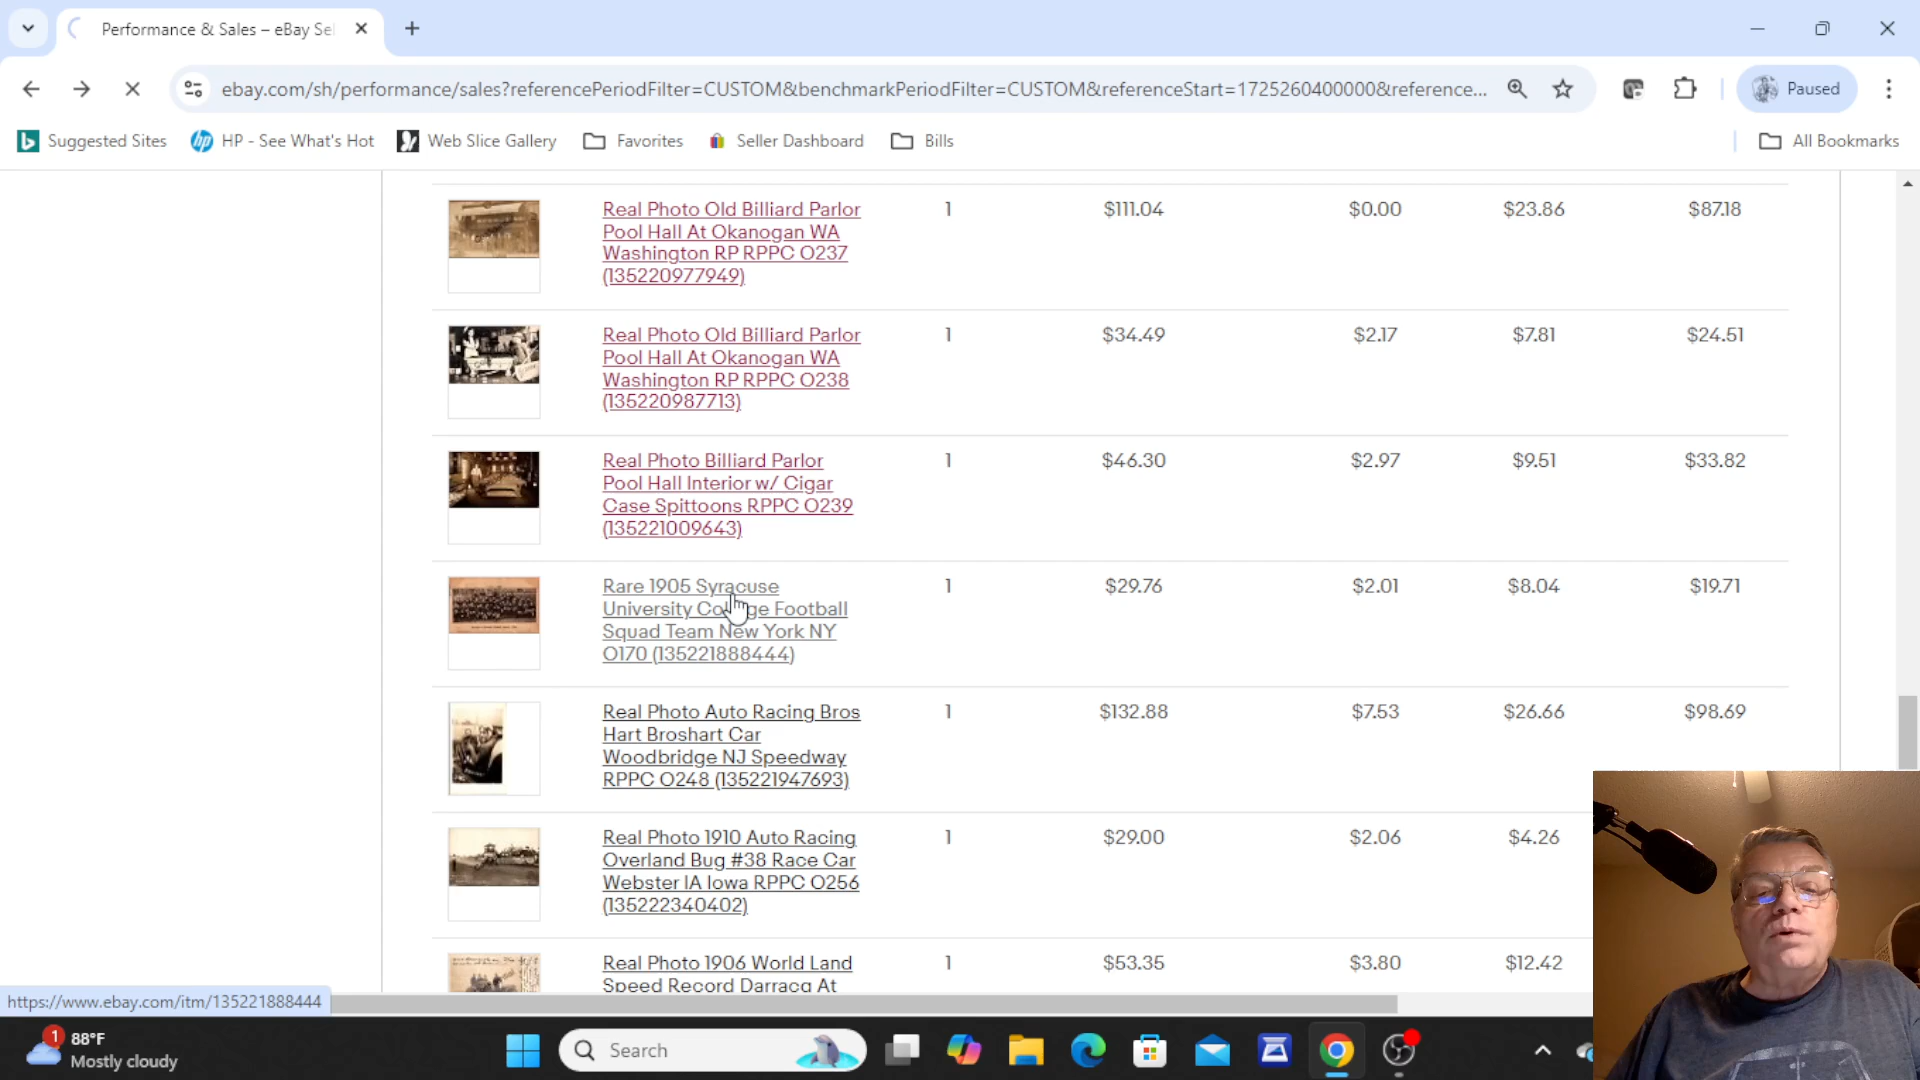 Performance & Sales – eBay Sel
ebay.com/sh/performance/sales?referencePeriodFilter=CUSTOM&benchmarkPeriodFilter=CUSTOM&referenceStart=1725260400000&reference...
Paused
Suggested Sites
HP - See What's Hot
Web Slice Gallery
Favorites
Seller Dashboard
Bills
All Bookmarks
Real Photo Old Billiard Parlor 1 $111.04 $0.00 $23.86 $87.18
Pool Hall At Okanogan WA
Washington RP RPPC O237
(135220977949)
Real Photo Old Billiard Parlor 1 $34.49 $2.17 $7.81 $24.51
Pool Hall At Okanogan WA
Washington RP RPPC O238
(135220987713)
Real Photo Billiard Parlor 1 $46.30 $2.97 $9.51 $33.82
Pool Hall Interior w/ Cigar
Case Spittoons RPPC O239
(135221009643)
Rare 1905 Syracuse 1 $29.76 $2.01 $8.04 $19.71
University College Football
Squad Team New York NY
O170 (135221888444)
Real Photo Auto Racing Bros 1 $132.88 $7.53 $26.66 $98.69
Hart Broshart Car
Woodbridge NJ Speedway
RPPC O248 (135221947693)
Real Photo 1910 Auto Racing 1 $29.00 $2.06 $4.26
Overland Bug #38 Race Car
Webster IA Iowa RPPC O256
(135222340402)
Real Photo 1906 World Land 1 $53.35 $3.80 $12.42
Speed Record Darracq At
https://www.ebay.com/itm/135221888444
1
88°F
Mostly cloudy
Search